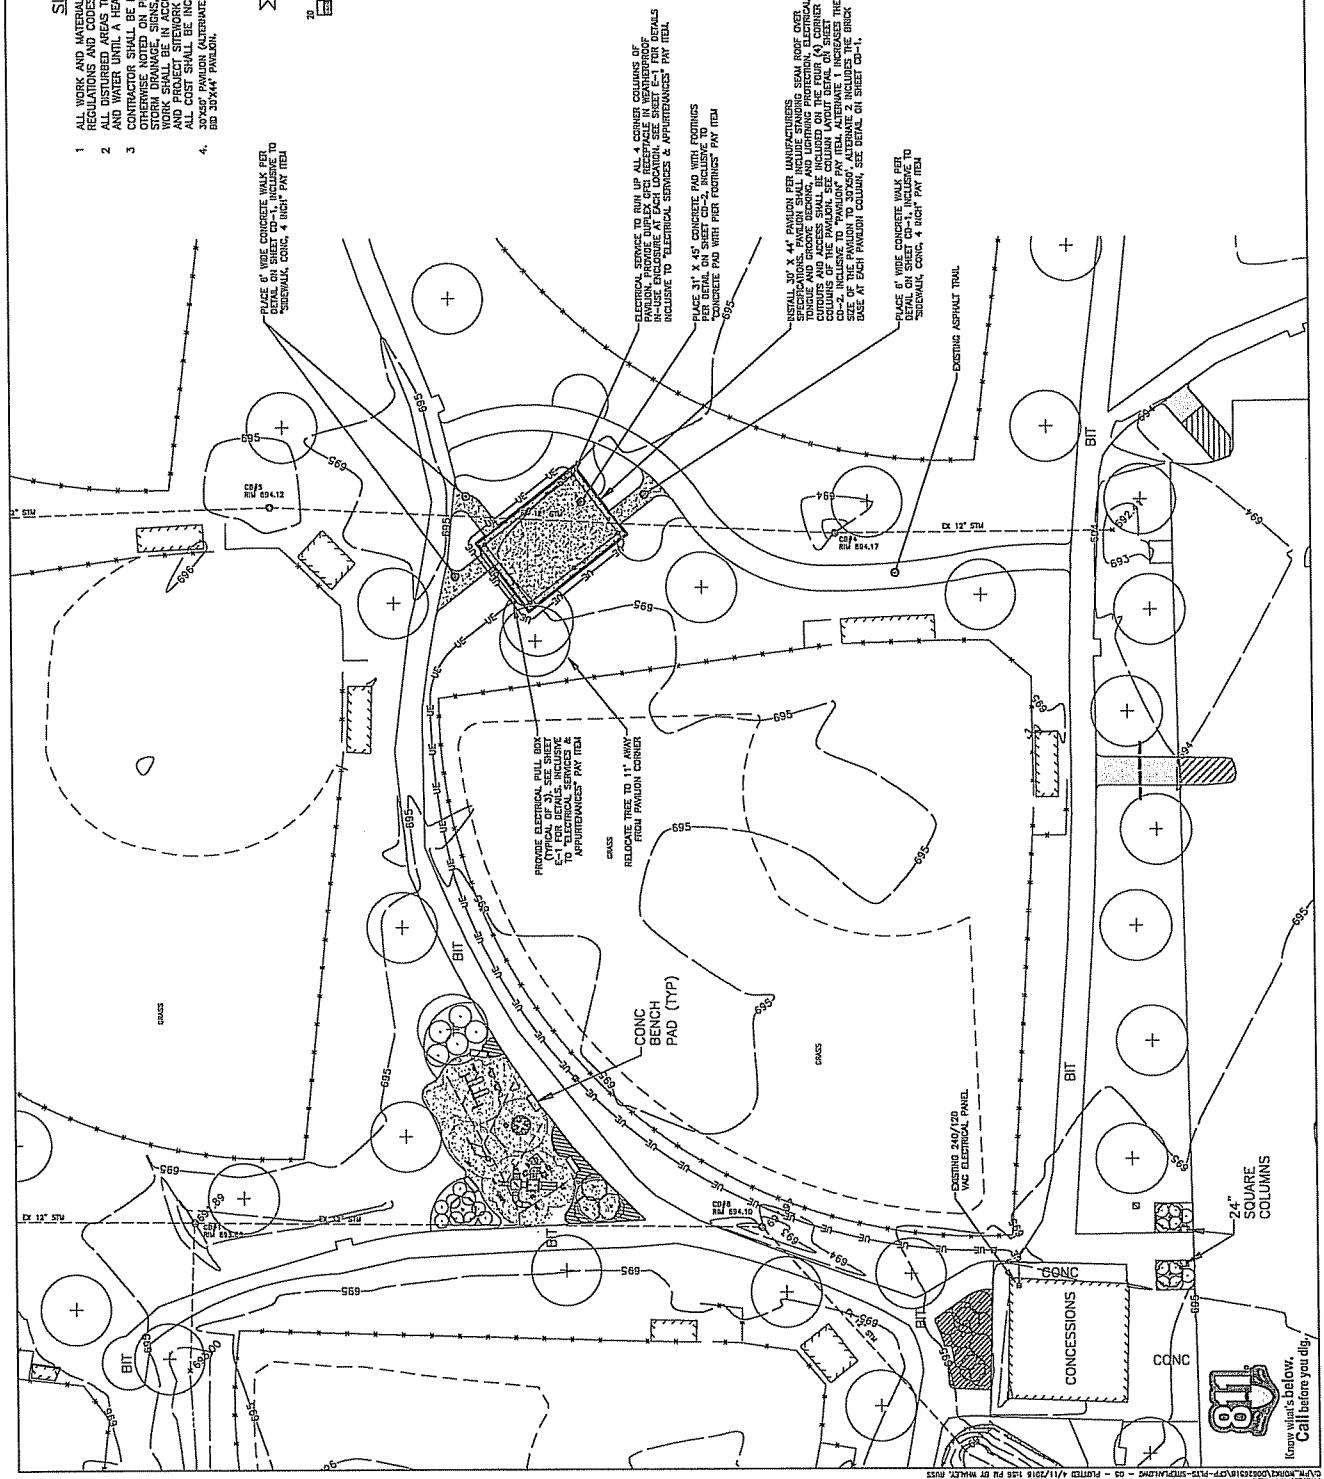 1 ALL WORK AND MATERIAL
REGULATIONS AND CODES
2 ALL DISTURBED AREAS TO
AND WATER UNTIL A HEA
3 CONTRACTOR SHALL BE
OTHERWISE NOTED ON P
STORM DRAINAGE, SIGNS,
WORK SHALL BE IN ACC
AND PROJECT SITEWORK
ALL COST SHALL BE INC
4. 30'X50' PAVILION (ALTERNATE
BID 30'X44' PAVILION.
20
PLACE 6' WIDE CONCRETE WALK PER
DETAIL ON SHEET CD-1, INCLUSIVE TO
"SIDEWALK, CONC, 4 INCH" PAY ITEM
ELECTRICAL SERVICE TO RUN UP ALL 4 CORNER COLUMNS OF
PAVILION. PROVIDE DUPLEX GFCI RECEPTACLE IN WEATHERPROOF
IN-USE ENCLOSURE AT EACH LOCATION. SEE SHEET E-1 FOR DETAILS
INCLUSIVE TO "ELECTRICAL SERVICES & APPURTENANCES" PAY ITEM.
PLACE 31' X 45' CONCRETE PAD WITH FOOTINGS
PER DETAIL ON SHEET CD-2, INCLUSIVE TO
"CONCRETE PAD WITH PIER FOOTINGS" PAY ITEM
INSTALL 30' X 44' PAVILION PER MANUFACTURERS
SPECIFICATIONS. PAVILION SHALL INCLUDE STANDING SEAM ROOF OVER
TONGUE AND GROOVE DECKING, AND LIGHTNING PROTECTION. ELECTRICAL
CUTOUTS AND ACCESS SHALL BE INCLUDED ON THE FOUR (4) CORNER
COLUMNS OF THE PAVILION. SEE COLUMN LAYOUT DETAIL ON SHEET
CD-2. INCLUSIVE TO "PAVILION" PAY ITEM. ALTERNATE 1 INCREASES THE
SIZE OF THE PAVILION TO 30'X50'. ALTERNATE 2 INCLUDES THE BRICK
BASE AT EACH PAVILION COLUMN, SEE DETAIL ON SHEET CD-1.
PLACE 6' WIDE CONCRETE WALK PER
DETAIL ON SHEET CD-1, INCLUSIVE TO
"SIDEWALK, CONC, 4 INCH" PAY ITEM
EXISTING ASPHALT TRAIL
PROVIDE ELECTRICAL PULL BOX
(TYPICAL OF 3). SEE SHEET
E-1 FOR DETAILS. INCLUSIVE
TO "ELECTRICAL SERVICES &
APPURTENANCES" PAY ITEM
GRASS
RELOCATE TREE TO 11' AWAY
FROM PAVILION CORNER
CB#5
RIM 694.12
CB#4
RIM 694.17
EX 12" STM
695
696
694
693
BIT
GRASS
GRASS
CONC
BENCH
PAD (TYP)
BIT
BIT
EX 12" STM
EX 12" STM
RIM 694.10
UE
EXISTING 240/120
VAC ELECTRICAL PANEL
24"
SQUARE
COLUMNS
BIT
BIT
BIT
CONC
CONCESSIONS
CONC
811
Know what's below.
Call before you dig.